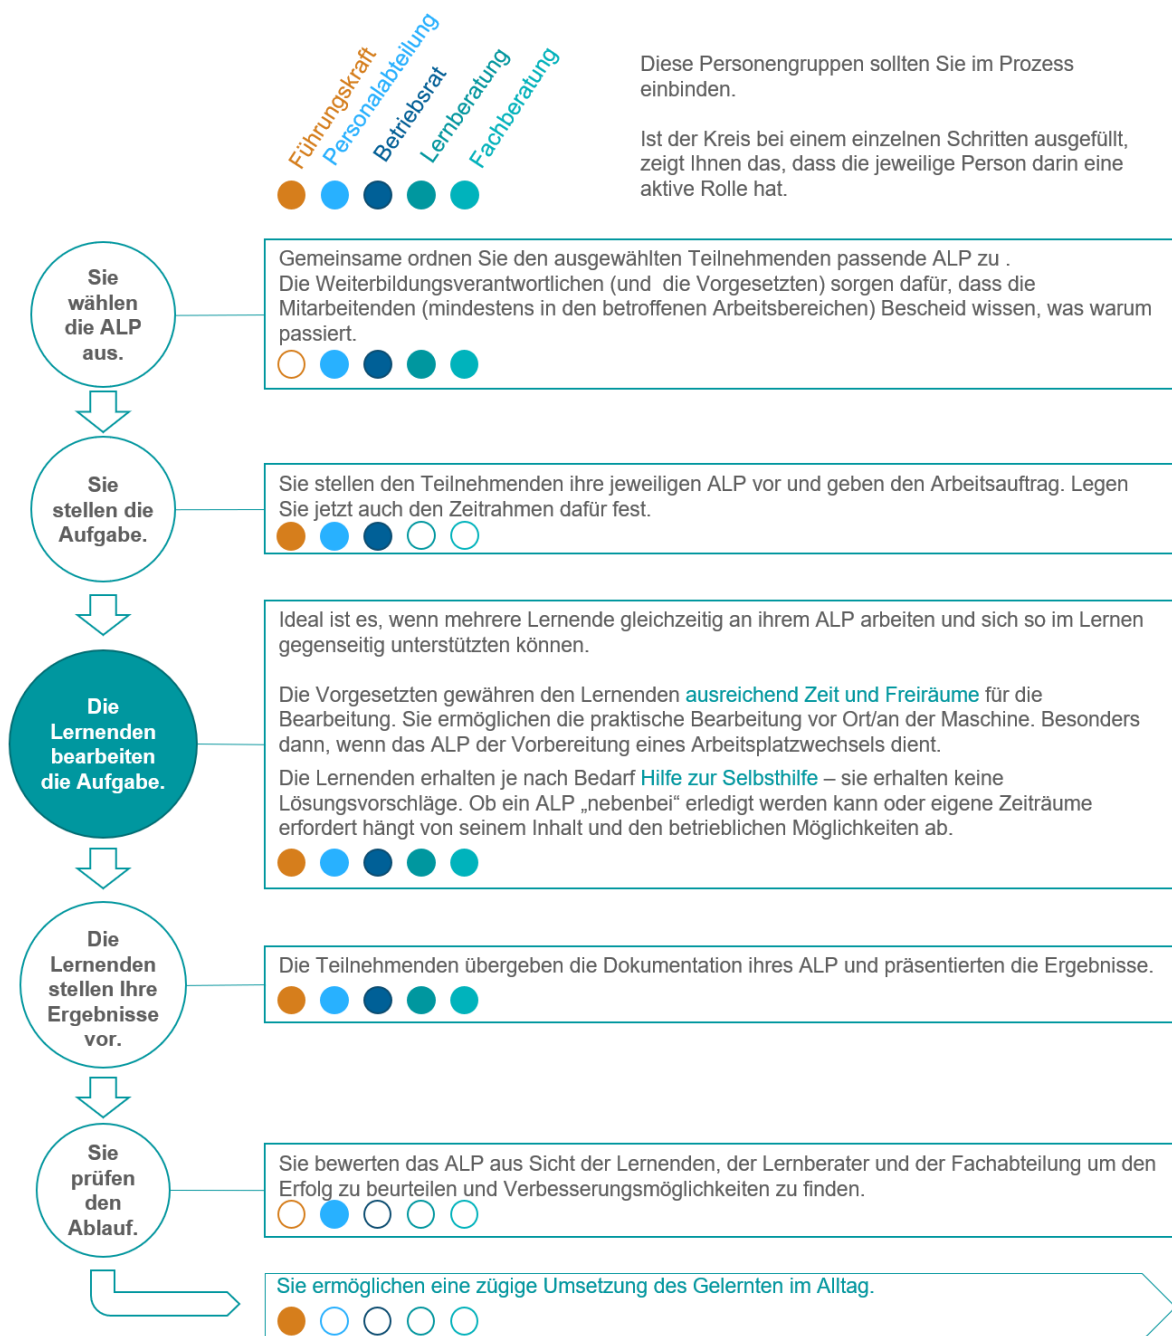 Führungskraft
Personalabteilung
Betriebsrat
Lernberatung
Fachberatung
Diese Personengruppen sollten Sie im Prozess
einbinden.
Ist der Kreis bei einem einzelnen Schritten ausgefüllt,
zeigt Ihnen das, dass die jeweilige Person darin eine
aktive Rolle hat.
Sie
wählen
die ALP
aus.
Gemeinsame ordnen Sie den ausgewählten Teilnehmenden passende ALP zu .
Die Weiterbildungsverantwortlichen (und  die Vorgesetzten) sorgen dafür, dass die
Mitarbeitenden (mindestens in den betroffenen Arbeitsbereichen) Bescheid wissen, was warum
passiert.
Sie
stellen die
Aufgabe.
Sie stellen den Teilnehmenden ihre jeweiligen ALP vor und geben den Arbeitsauftrag. Legen
Sie jetzt auch den Zeitrahmen dafür fest.
Die
Lernenden
bearbeiten
die Aufgabe.
Ideal ist es, wenn mehrere Lernende gleichzeitig an ihrem ALP arbeiten und sich so im Lernen
gegenseitig unterstützten können.
Die Vorgesetzten gewähren den Lernenden ausreichend Zeit und Freiräume für die
Bearbeitung. Sie ermöglichen die praktische Bearbeitung vor Ort/an der Maschine. Besonders
dann, wenn das ALP der Vorbereitung eines Arbeitsplatzwechsels dient.
Die Lernenden erhalten je nach Bedarf Hilfe zur Selbsthilfe – sie erhalten keine
Lösungsvorschläge. Ob ein ALP „nebenbei“ erledigt werden kann oder eigene Zeiträume
erfordert hängt von seinem Inhalt und den betrieblichen Möglichkeiten ab.
Die
Lernenden
stellen Ihre
Ergebnisse
vor.
Die Teilnehmenden übergeben die Dokumentation ihres ALP und präsentierten die Ergebnisse.
Sie
prüfen
den
Ablauf.
Sie bewerten das ALP aus Sicht der Lernenden, der Lernberater und der Fachabteilung um den
Erfolg zu beurteilen und Verbesserungsmöglichkeiten zu finden.
Sie ermöglichen eine zügige Umsetzung des Gelernten im Alltag.